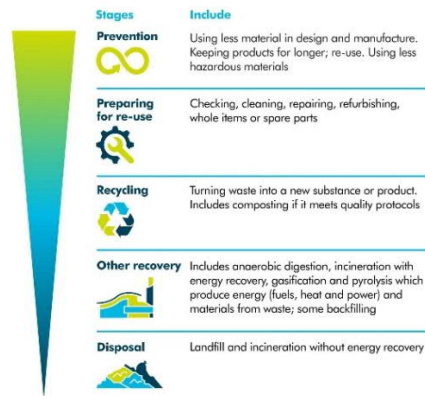 Stages Include
Prevention Using less material in design and manufacture.
Keeping products for longer; re-use. Using less
hazardous materials
Preparing Checking, cleaning, repairing, refurbishing,
for re-use whole items or spare parts
Recycling Turning waste into a new substance or product.
Includes composting if it meets quality protocols
Other recovery Includes anaerobic digestion, incineration with
energy recovery, gasification and pyrolysis which
produce energy (fuels, heat and power) and
materials from waste; some backfilling
Disposal Landfill and incineration without energy recovery